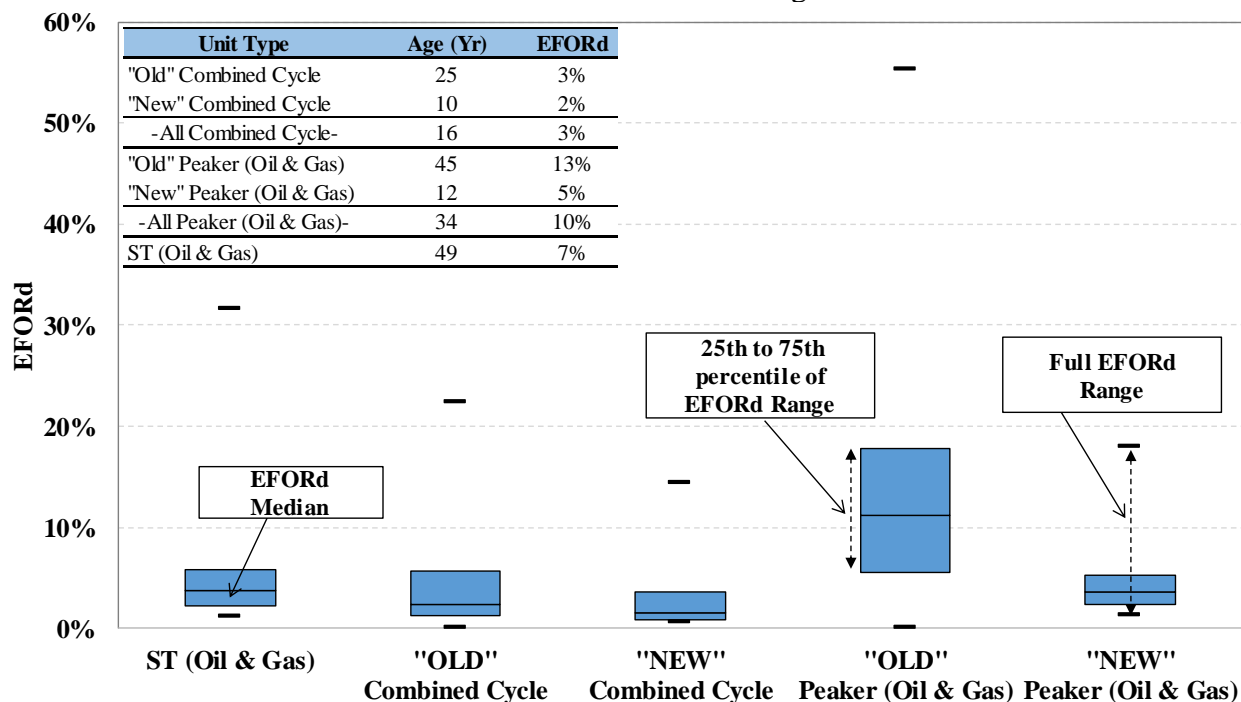 60%
50%
40%
30%
20%
10%
0%
EFORd
Unit Type Age (Yr) EFORd
"Old" Combined Cycle 25 3%
"New" Combined Cycle 10 2%
-All Combined Cycle- 16 3%
"Old" Peaker (Oil & Gas) 45 13%
"New" Peaker (Oil & Gas) 12 5%
-All Peaker (Oil & Gas)- 34 10%
ST (Oil & Gas) 49 7%
25th to 75th
percentile of
EFORd Range
Full EFORd
Range
EFORd
Median
ST (Oil & Gas)
"OLD"
Combined Cycle
"NEW"
Combined Cycle
"OLD"
Peaker (Oil & Gas)
"NEW"
Peaker (Oil & Gas)